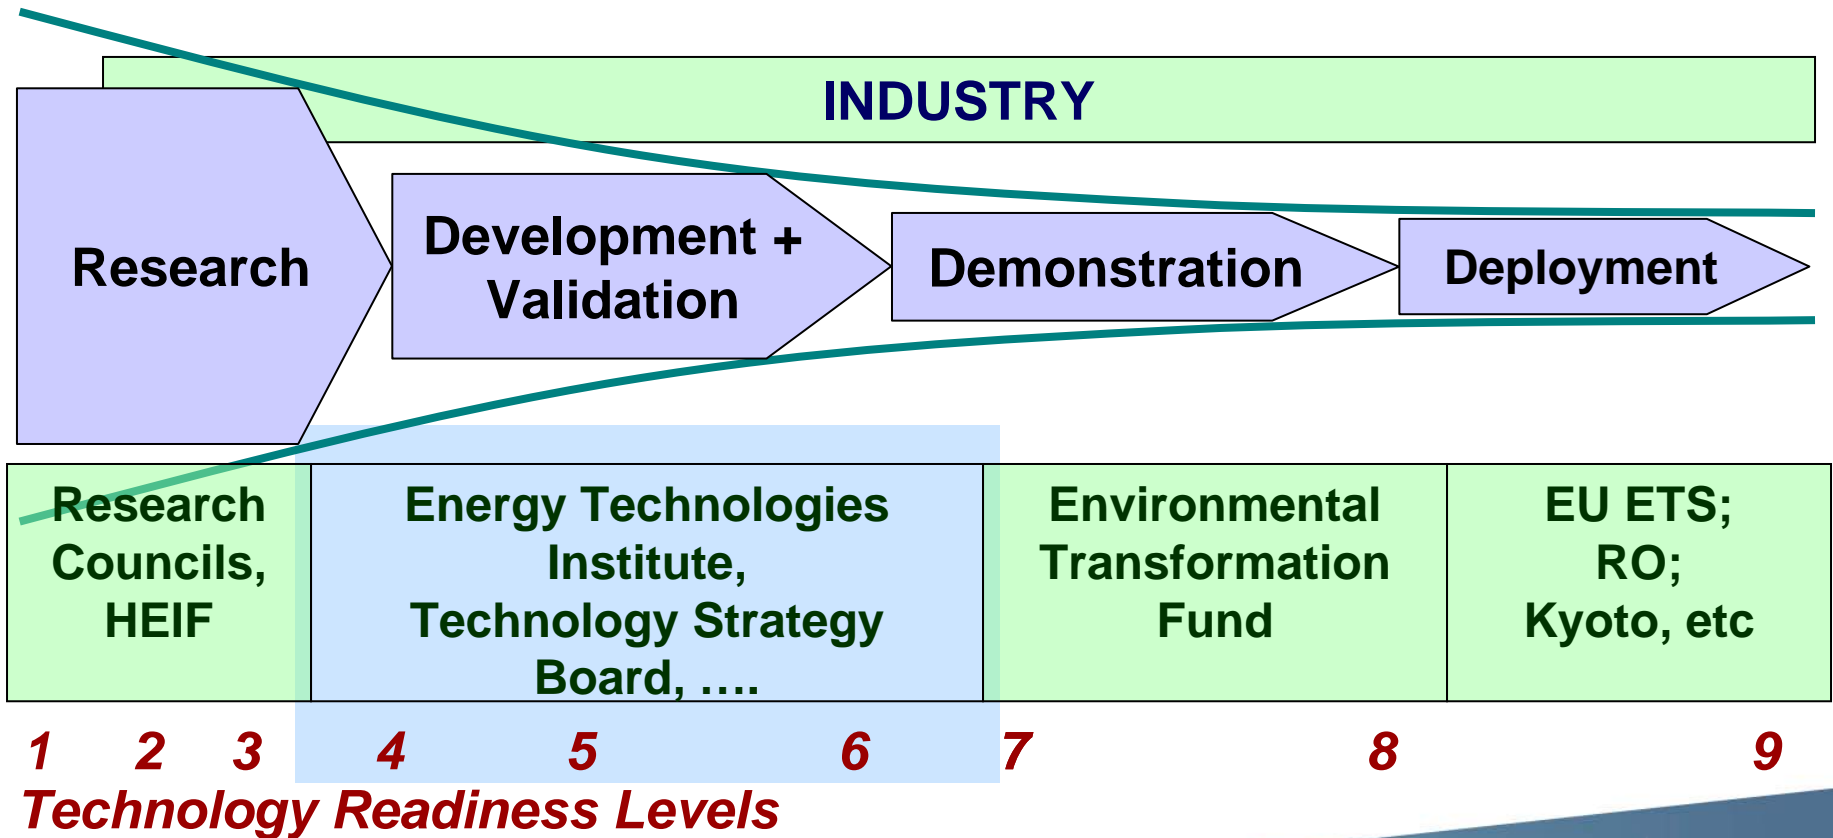 INDUSTRY
Research
Development +
Validation
Demonstration
Deployment
Research
Councils,
HEIF
Energy Technologies
Institute,
Technology Strategy
Board, ….
Environmental
Transformation
Fund
EU ETS;
RO;
Kyoto, etc
1 2 3 4 5 6 7 8 9
Technology Readiness Levels